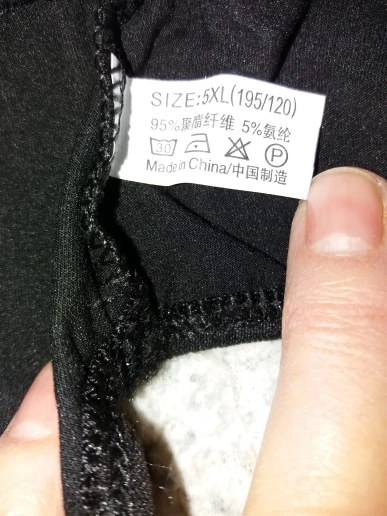 SIZE:5XL(195/120)
95%聚酯纤维 5%氨纶
30 P
Made in China/中国制造